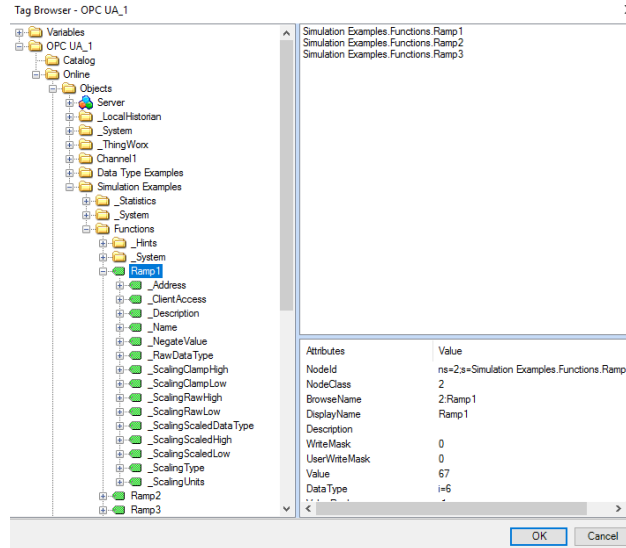 Tag Browser - OPC UA_1
Variables
OPC UA_1
Catalog
Online
Objects
Server
_LocalHistorian
_System
_ThingWorx
Channel1
Data Type Examples
Simulation Examples
_Statistics
_System
Functions
_Hints
_System
Ramp1
_Address
_ClientAccess
_Description
_Name
_NegateValue
_RawDataType
_ScalingClampHigh
_ScalingClampLow
_ScalingRawHigh
_ScalingRawLow
_ScalingScaledDataType
_ScalingScaledHigh
_ScalingScaledLow
_ScalingType
_ScalingUnits
Ramp2
Ramp3
Simulation Examples.Functions.Ramp1
Simulation Examples.Functions.Ramp2
Simulation Examples.Functions.Ramp3
Attributes Value
NodeId ns=2;s=Simulation Examples.Functions.Ramp
NodeClass 2
BrowseName 2:Ramp1
DisplayName Ramp1
Description
WriteMask 0
UserWriteMask 0
Value 67
DataType i=6
OK Cancel